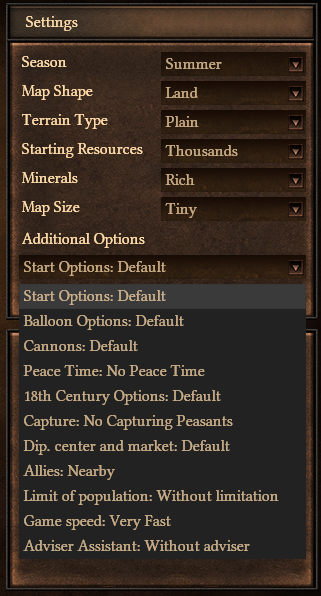 Settings
Season Summer
Map Shape Land
Terrain Type Plain
Starting Resources Thousands
Minerals Rich
Map Size Tiny
Additional Options
Start Options: Default
Start Options: Default
Balloon Options: Default
Cannons: Default
Peace Time: No Peace Time
18th Century Options: Default
Capture: No Capturing Peasants
Dip. center and market: Default
Allies: Nearby
Limit of population: Without limitation
Game speed: Very Fast
Adviser Assistant: Without adviser